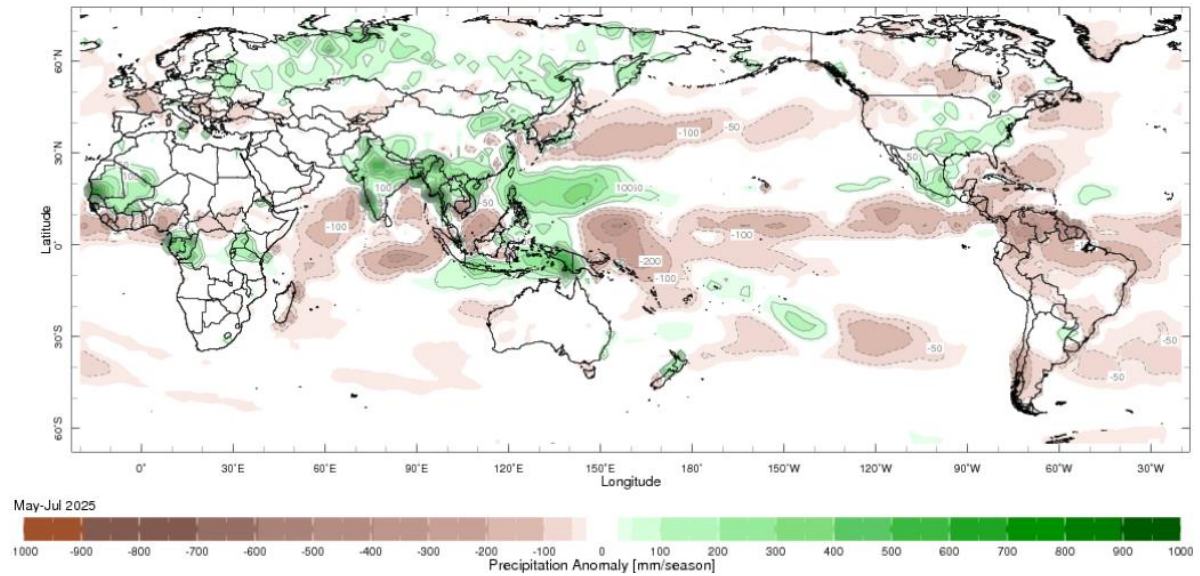 60°N
30°N
0°
30°S
60°S
Latitude
100
-100
100
-50
-100
-50
100
50
-200
-100
-100
50
-50
-50
-50
0° 30°E 60°E 90°E 120°E 150°E 180° 150°W 120°W 90°W 60°W 30°W
Longitude
May-Jul 2025
1000 -900 -800 -700 -600 -500 -400 -300 -200 -100 0 100 200 300 400 500 600 700 800 900 1000
Precipitation Anomaly [mm/season]